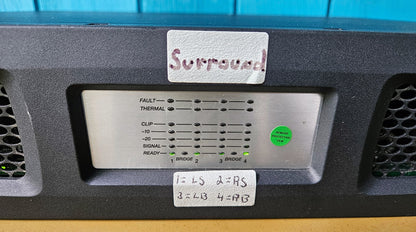 Surround
FAULT
THERMAL
CLIP
-10
-20
SIGNAL
READY
1 BRIDGE 2 3 BRIDGE 4
1=LS 2=RS
3=LB 4=RB